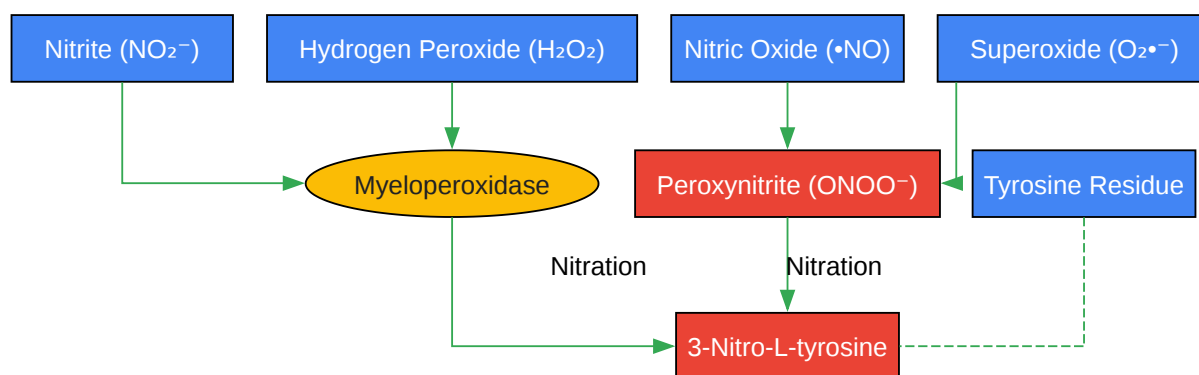 Nitrite (NO₂⁻)
Hydrogen Peroxide (H₂O₂)
Nitric Oxide (•NO)
Superoxide (O₂•⁻)
Myeloperoxidase
Peroxynitrite (ONOO⁻)
Tyrosine Residue
Nitration
Nitration
3-Nitro-L-tyrosine